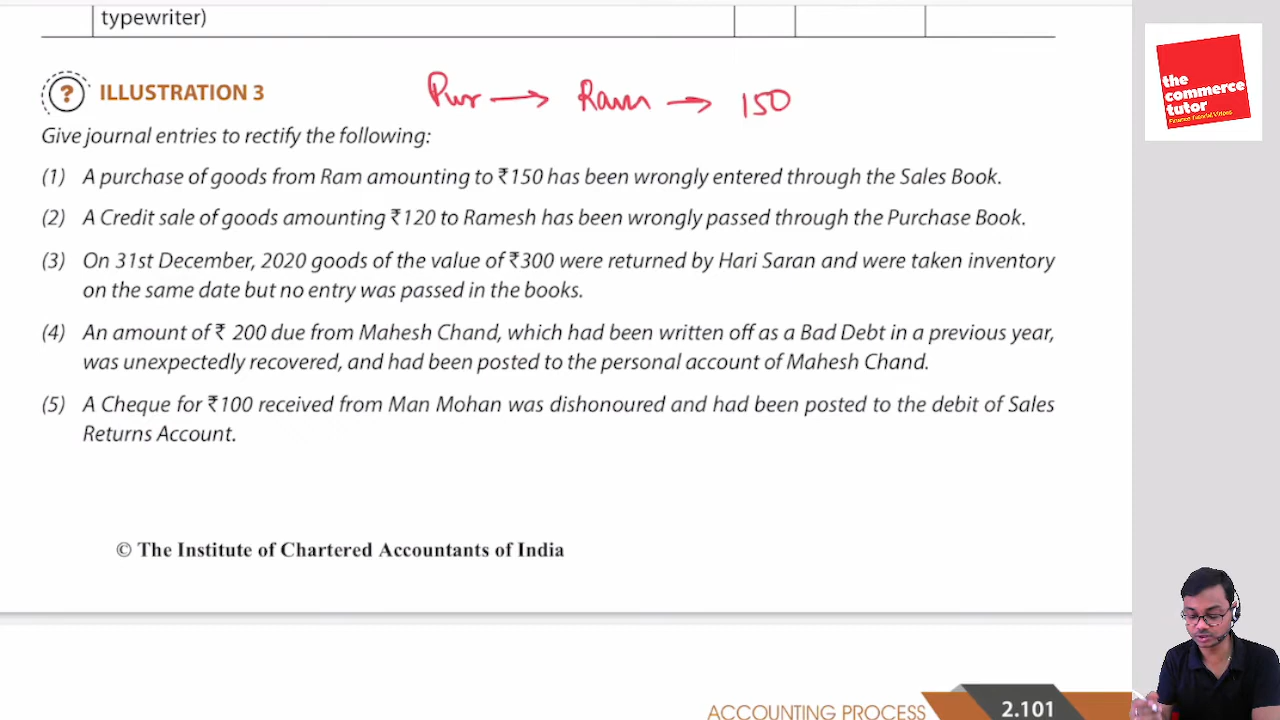 typewriter)
Pur → Ram → 150
the
commerce
tutor
Finance Tutorial Videos
? ILLUSTRATION 3
Give journal entries to rectify the following:
(1) A purchase of goods from Ram amounting to ₹150 has been wrongly entered through the Sales Book.
(2) A Credit sale of goods amounting ₹120 to Ramesh has been wrongly passed through the Purchase Book.
(3) On 31st December, 2020 goods of the value of ₹300 were returned by Hari Saran and were taken inventory
on the same date but no entry was passed in the books.
(4) An amount of ₹ 200 due from Mahesh Chand, which had been written off as a Bad Debt in a previous year,
was unexpectedly recovered, and had been posted to the personal account of Mahesh Chand.
(5) A Cheque for ₹100 received from Man Mohan was dishonoured and had been posted to the debit of Sales
Returns Account.
© The Institute of Chartered Accountants of India
ACCOUNTING PROCESS 2.101